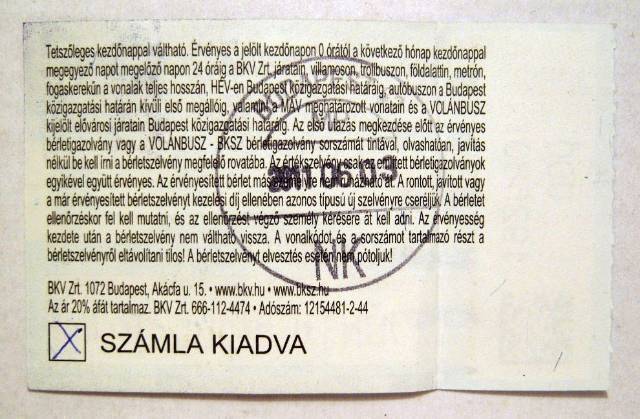 Tetszőleges kezdőnappal váltható. Érvényes a jelölt kezdőnapon 0 órától a következő hónap kezdőnappal
megegyező napot megelőző napon 24 óráig a BKV Zrt. járatain, villamoson, trolibuszon, földalattin, metrón,
fogaskerekűn a vonalak teljes hosszán, HÉV-en Budapest közigazgatási határáig, autóbuszon a Budapest
közigazgatási határán kívüli első megállóig, valamint a MÁV meghatározott vonatain és a VOLÁNBUSZ
kijelölt elővárosi járatain Budapest közigazgatási határáig. Az első utazás megkezdése előtt az érvényes
bérletigazolvány vagy a VOLÁNBUSZ - BKSZ bérletigazolvány sorszámát tintával, olvashatóan, javítás
nélkül be kell írni a bérletszelvény megfelelő rovatába. Az értékszelvény csak az említett bérletigazolványok
egyikével együtt érvényes. Az érvényesített bérlet más személyre nem ruházható át. A rontott, javított vagy
a már érvényesített bérletszelvényt kezelési díj ellenében azonos típusú új szelvényre cseréljük. A bérletet
ellenőrzéskor fel kell mutatni, és az ellenőrzést végző személy kérésére át kell adni. Az érvényesség
kezdete után a bérletszelvény nem váltható vissza. A vonalkódot és a sorszámot tartalmazó részt a
bérletszelvényről eltávolítani tilos! A bérletszelvényt elvesztés esetén nem pótoljuk!
BKV Zrt. 1072 Budapest, Akácfa u. 15. • www.bkv.hu • www.bksz.hu
Az ár 20% áfát tartalmaz. BKV Zrt. 666-112-4474 • Adószám: 12154481-2-44
X SZÁMLA KIADVA
NK